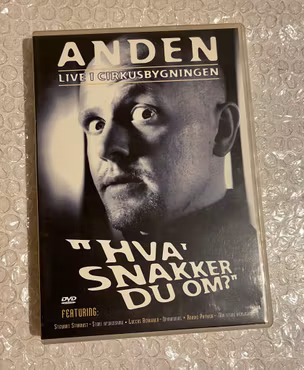 ANDEN
LIVE I CIRKUSBYGNINGEN
"HVA'
SNAKKER
DU OM?"
DVD
FEATURING: